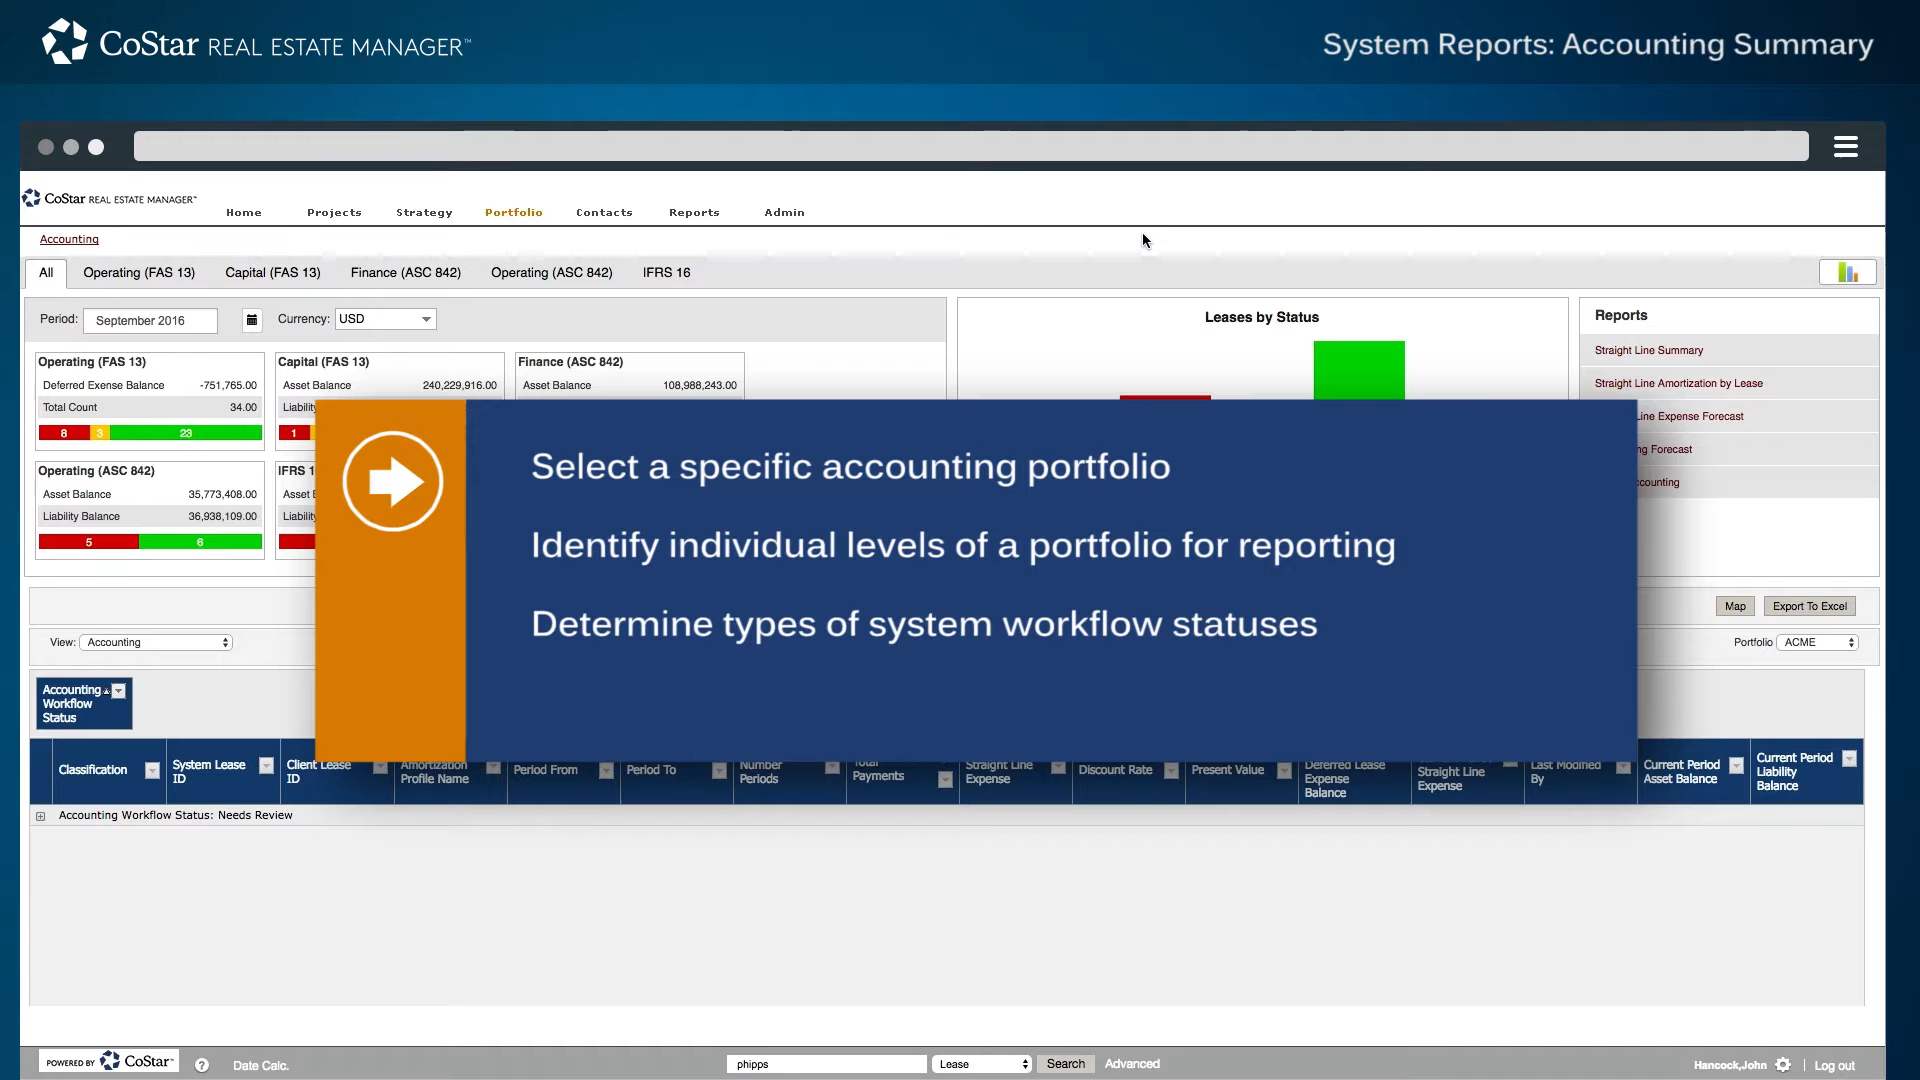 CoStar REAL ESTATE MANAGER™
System Reports: Accounting Summary
CoStar REAL ESTATE MANAGER™
Home Projects Strategy Portfolio Contacts Reports Admin
Accounting
All Operating (FAS 13) Capital (FAS 13) Finance (ASC 842) Operating (ASC 842) IFRS 16
Period: September 2016 Currency: USD
Leases by Status
Reports
Straight Line Summary
Straight Line Amortization by Lease
Line Expense Forecast
Forecast
Operating (FAS 13)
Deferred Exense Balance -751,765.00
Total Count 34.00
8 3 23
Capital (FAS 13)
Asset Balance 240,229,916.00
1
Finance (ASC 842)
Asset Balance 108,988,243.00
Operating (ASC 842)
Asset Balance 35,773,408.00
Liability Balance 36,938,109.00
5 6
Select a specific accounting portfolio
Identify individual levels of a portfolio for reporting
Determine types of system workflow statuses
Map Export To Excel
View: Accounting
Portfolio ACME
Accounting
Workflow
Status
Classification
System Lease
ID
Client Lease
ID
Amortization
Profile Name
Period From
Period To
Number
Periods
Total
Payments
Straight Line
Expense
Discount Rate
Present Value
Deferred Lease
Expense
Balance
Straight Line
Expense
Last Modified
By
Current Period
Asset Balance
Current Period
Liability
Balance
Accounting Workflow Status: Needs Review
POWERED BY CoStar™ ? Date Calc. phipps Lease Search Advanced Hancock,John | Log out